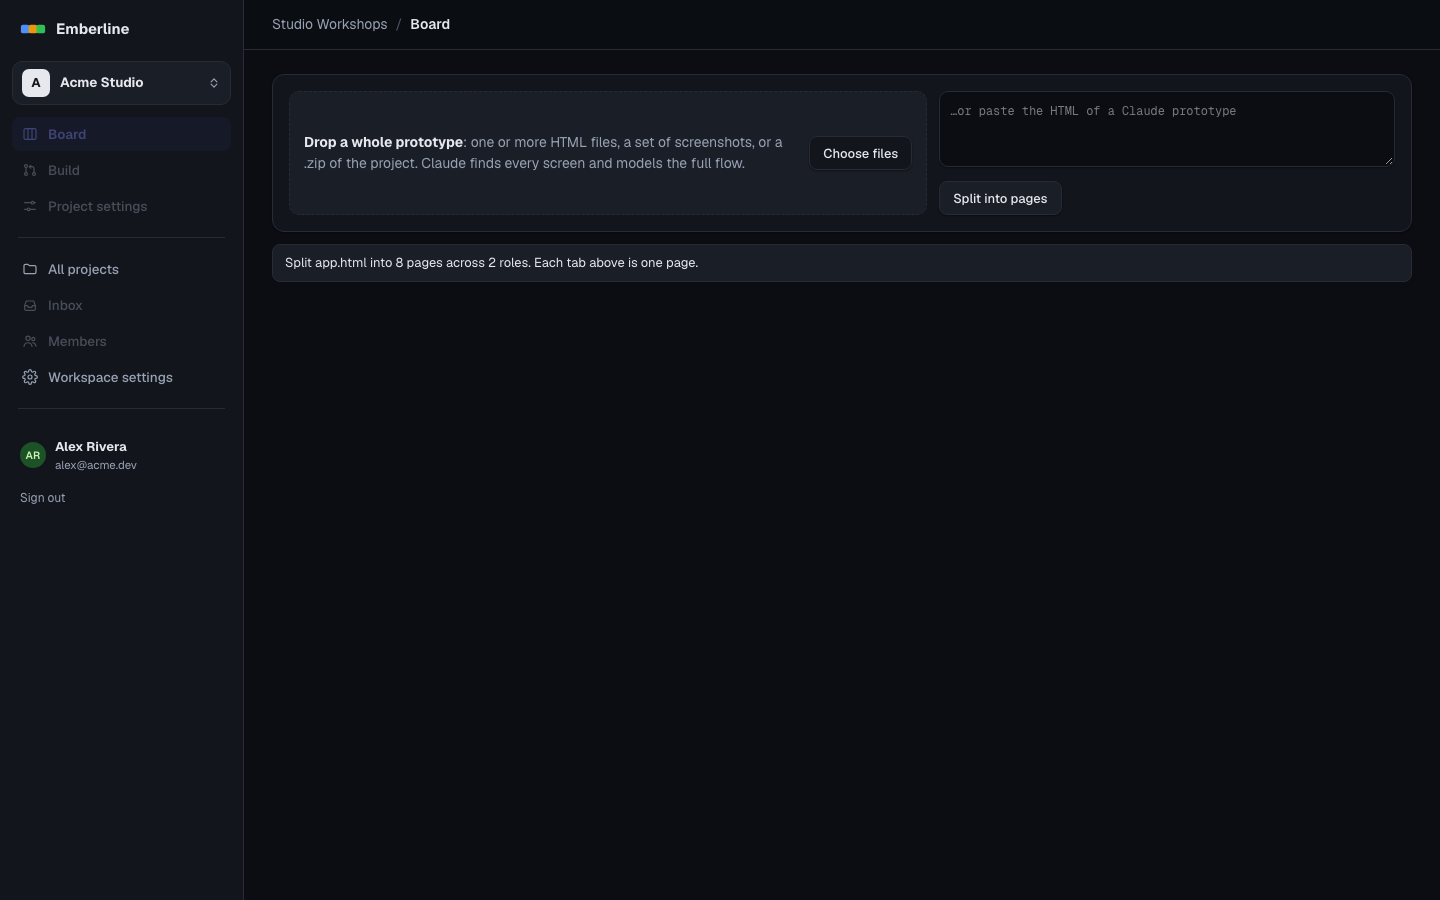 Emberline
A
Acme Studio
Board
Build
Project settings
All projects
Inbox
Members
Workspace settings
AR
Alex Rivera
alex@acme.dev
Sign out
Studio Workshops / Board
Drop a whole prototype: one or more HTML files, a set of screenshots, or a
.zip of the project. Claude finds every screen and models the full flow.
Choose files
…or paste the HTML of a Claude prototype
Split into pages
Split app.html into 8 pages across 2 roles. Each tab above is one page.